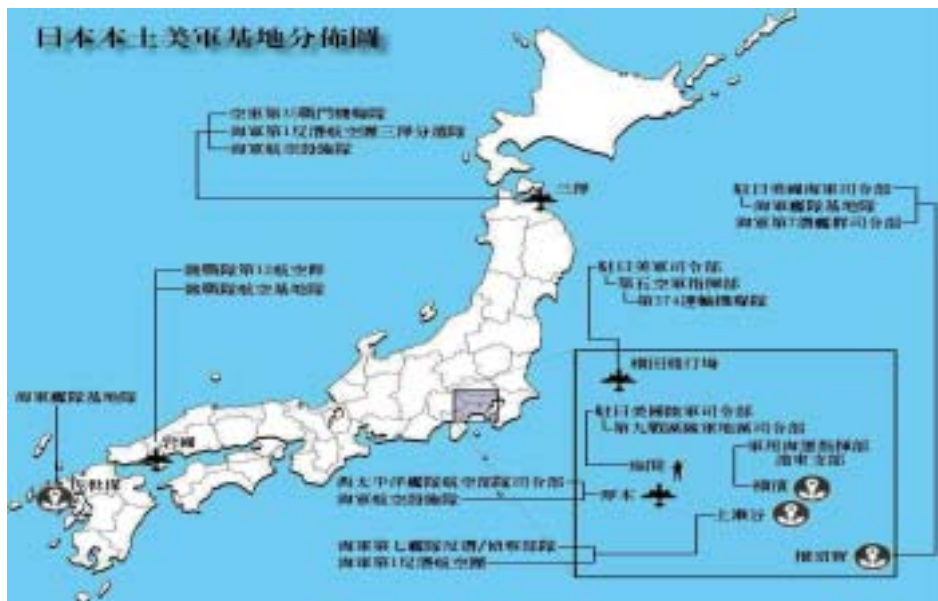 日本本土美軍基地分佈圖
空軍第35戰鬥機聯隊
海軍第1反潛航空團三澤分遣隊
海軍航空設施隊
三澤
駐日美國海軍司令部
海軍艦隊基地隊
海軍第7潛艦群司令部
陸戰隊第12航空群
陸戰隊航空基地隊
駐日美軍司令部
第五空軍指揮部
第374運輸機聯隊
橫田飛行場
海軍艦隊基地隊
岩國
佐世保
駐日美國陸軍司令部
第九戰區陸軍地區司令部
軍用海運指揮部
遠東支部
座間
橫濱
西太平洋艦隊航空部隊司令部
海軍航空設施隊
厚木
上瀨谷
海軍第七艦隊反潛/偵察部隊
海軍第1反潛航空團
橫須賀